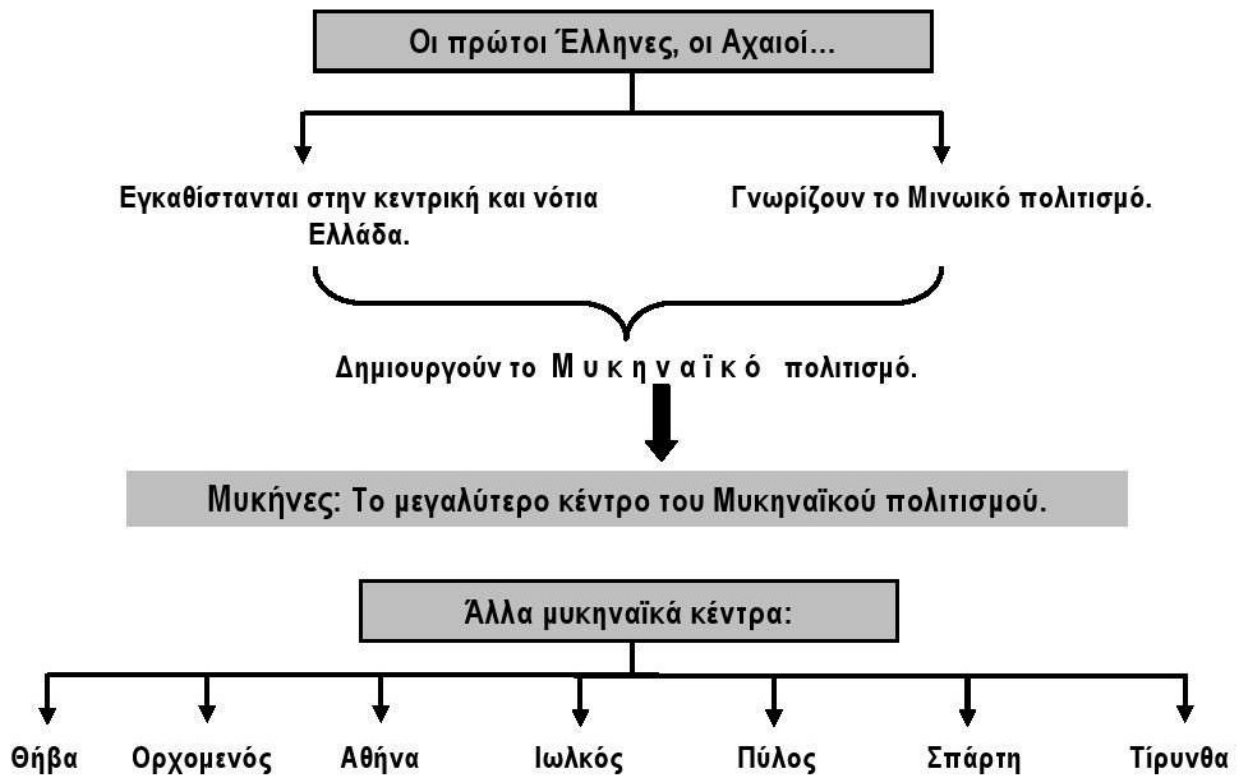 Οι πρώτοι Έλληνες, οι Αχαιοί...
Εγκαθίστανται στην κεντρική και νότια
Ελλάδα.
Γνωρίζουν το Μινωικό πολιτισμό.
Δημιουργούν το Μ υ κ η ν α ϊ κ ό πολιτισμό.
Μυκήνες: Το μεγαλύτερο κέντρο του Μυκηναϊκού πολιτισμού.
Άλλα μυκηναϊκά κέντρα:
Θήβα Ορχομενός Αθήνα Ιωλκός Πύλος Σπάρτη Τίρυνθα